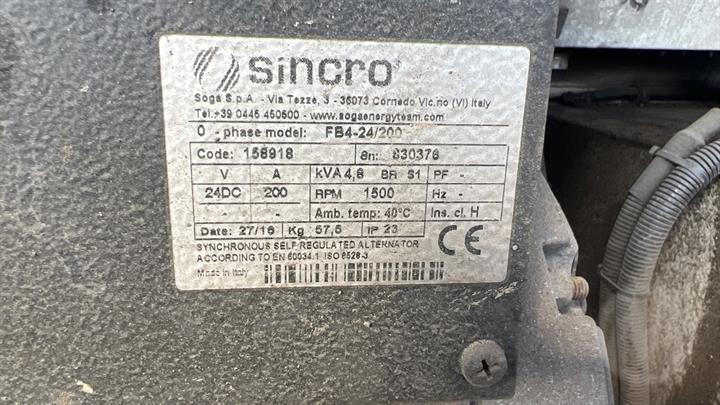 sincro
Soga S.p.A. - Via Tezze, 3 - 36073 Cornedo Vic.no (VI) Italy
Tel.+39 0445 450500 - www.sogaenergyteam.com
0 - phase model: FB4-24/200
Code: 158918 Sn: 830376
V A kVA 4,8 BR S1 PF -
24DC 200 RPM 1500 Hz -
- - Amb. temp: 40°C Ins. cl. H
Date: 27/16 Kg 57,5 IP 23
CE
SYNCHRONOUS SELF REGULATED ALTERNATOR
ACCORDING TO EN 60034.1 ISO 8528-3
Made in Italy